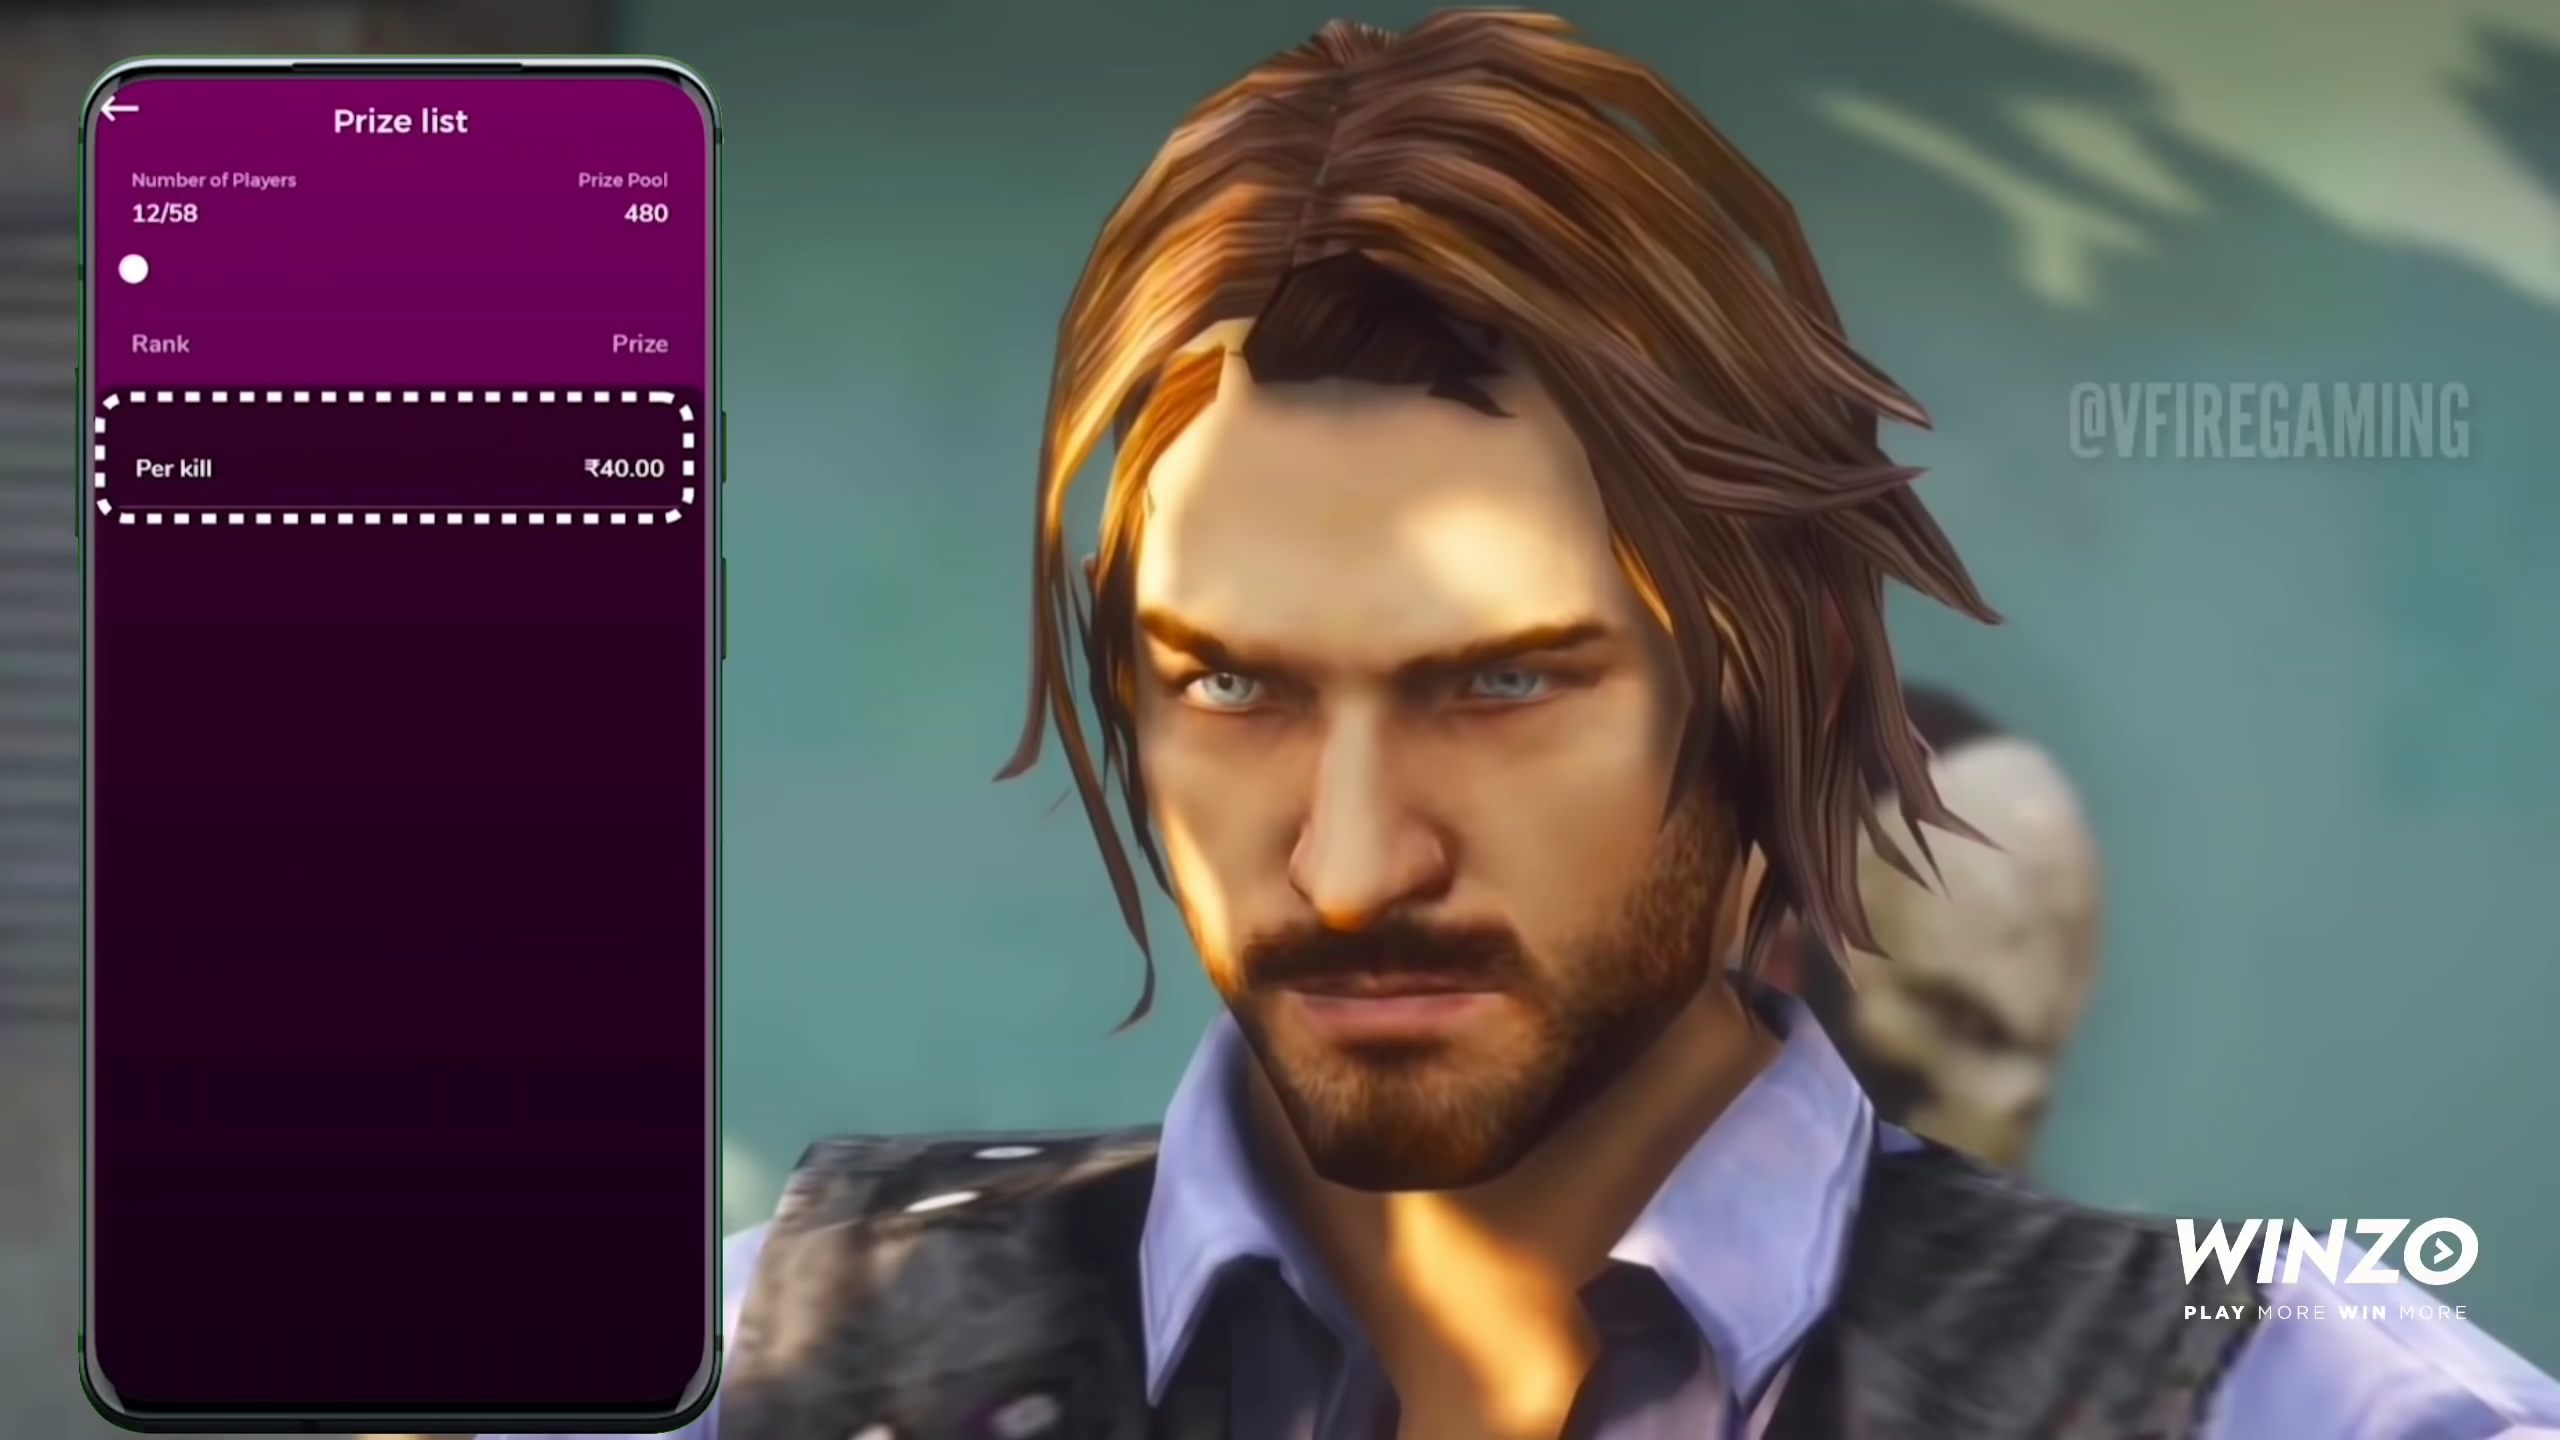 Prize list
Number of Players
Prize Pool
12/58
480
Rank
Prize
Per kill
₹40.00
@VFIREGAMING
WINZO
PLAY MORE WIN MORE